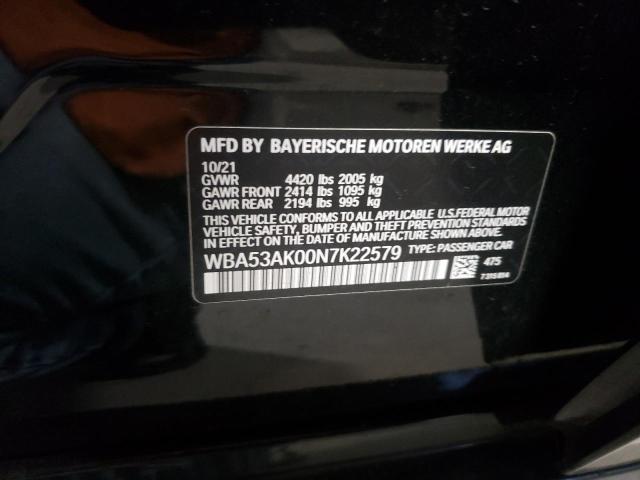 MFD BY BAYERISCHE MOTOREN WERKE AG
10/21
GVWR 4420 lbs 2005 kg
GAWR FRONT 2414 lbs 1095 kg
GAWR REAR 2194 lbs 995 kg
THIS VEHICLE CONFORMS TO ALL APPLICABLE U.S.FEDERAL MOTOR
VEHICLE SAFETY, BUMPER AND THEFT PREVENTION STANDARDS
IN EFFECT ON THE DATE OF MANUFACTURE SHOWN ABOVE.
WBA53AK00N7K22579 TYPE: PASSENGER CAR
475
7315814